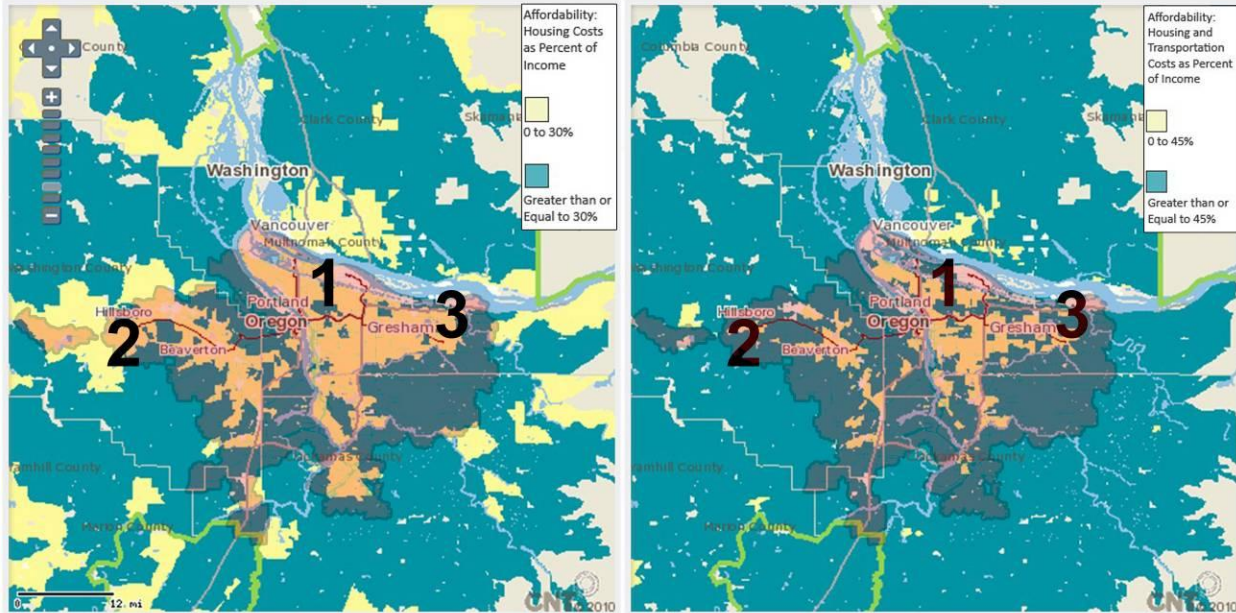 Affordability:
Housing Costs
as Percent of
Income
0 to 30%
Greater than or
Equal to 30%
County
Clark County
Skamania
Washington
Vancouver
Multnomah County
1
Washington County
Portland
Oregon
Hillsboro
2
Beaverton
Gresham
3
Clackamas County
Yamhill County
Marion County
0
12 mi
CNT © 2010
Affordability:
Housing and
Transportation
Costs as Percent
of Income
0 to 45%
Greater than or
Equal to 45%
Columbia County
Clark County
Skamania
Washington
Vancouver
Multnomah County
1
Washington County
Portland
Oregon
Hillsboro
2
Beaverton
Gresham
3
Clackamas County
Yamhill County
Marion County
CNT © 2010